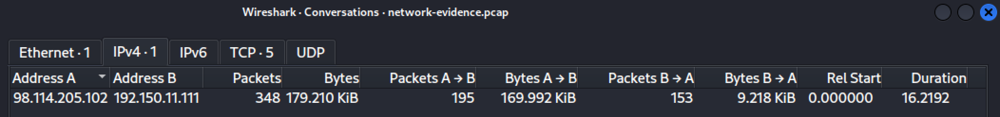 Wireshark · Conversations · network-evidence.pcap
Ethernet · 1 IPv4 · 1 IPv6 TCP · 5 UDP
Address A Address B Packets Bytes Packets A → B Bytes A → B Packets B → A Bytes B → A Rel Start Duration
98.114.205.102 192.150.11.111 348 179.210 KiB 195 169.992 KiB 153 9.218 KiB 0.000000 16.2192